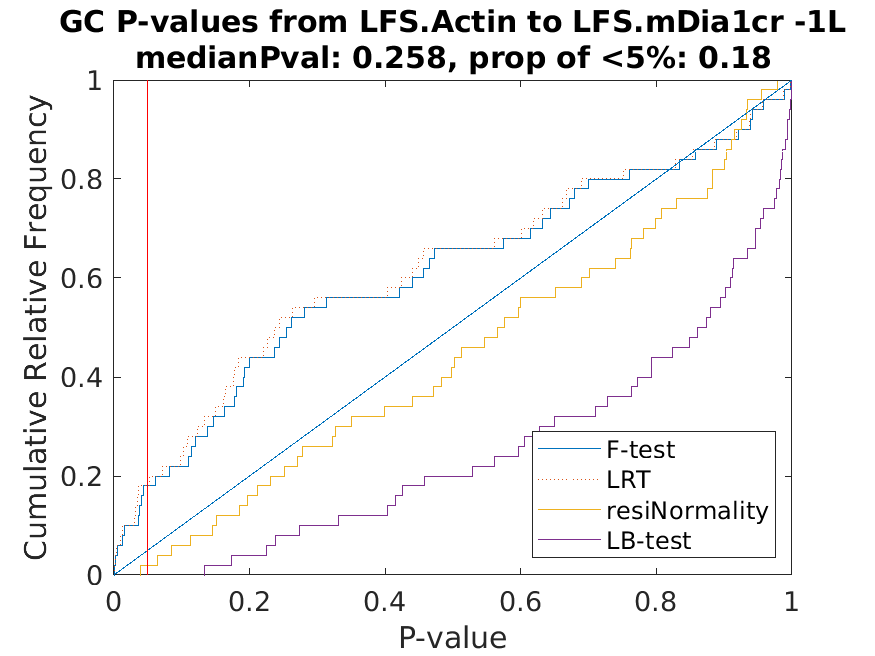 GC P-values from LFS.Actin to LFS.mDia1cr -1L
medianPval: 0.258, prop of <5%: 0.18
Cumulative Relative Frequency
1
0.8
0.6
0.4
0.2
0
0
0.2
0.4
0.6
0.8
1
P-value
F-test
LRT
resiNormality
LB-test